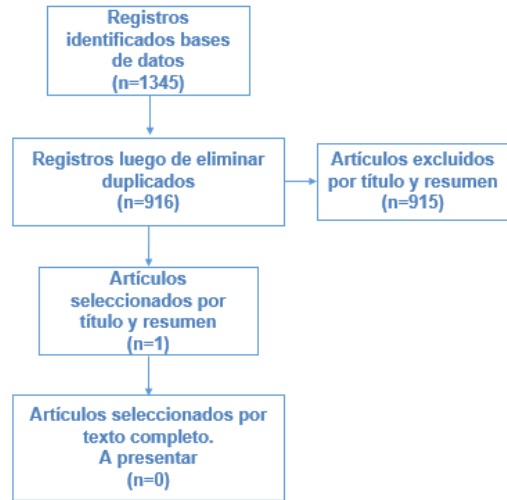 Registros
identificados bases
de datos
(n=1345)
Registros luego de eliminar
duplicados
(n=916)
Artículos excluidos
por título y resumen
(n=915)
Artículos
seleccionados por
título y resumen
(n=1)
Artículos seleccionados por
texto completo.
A presentar
(n=0)